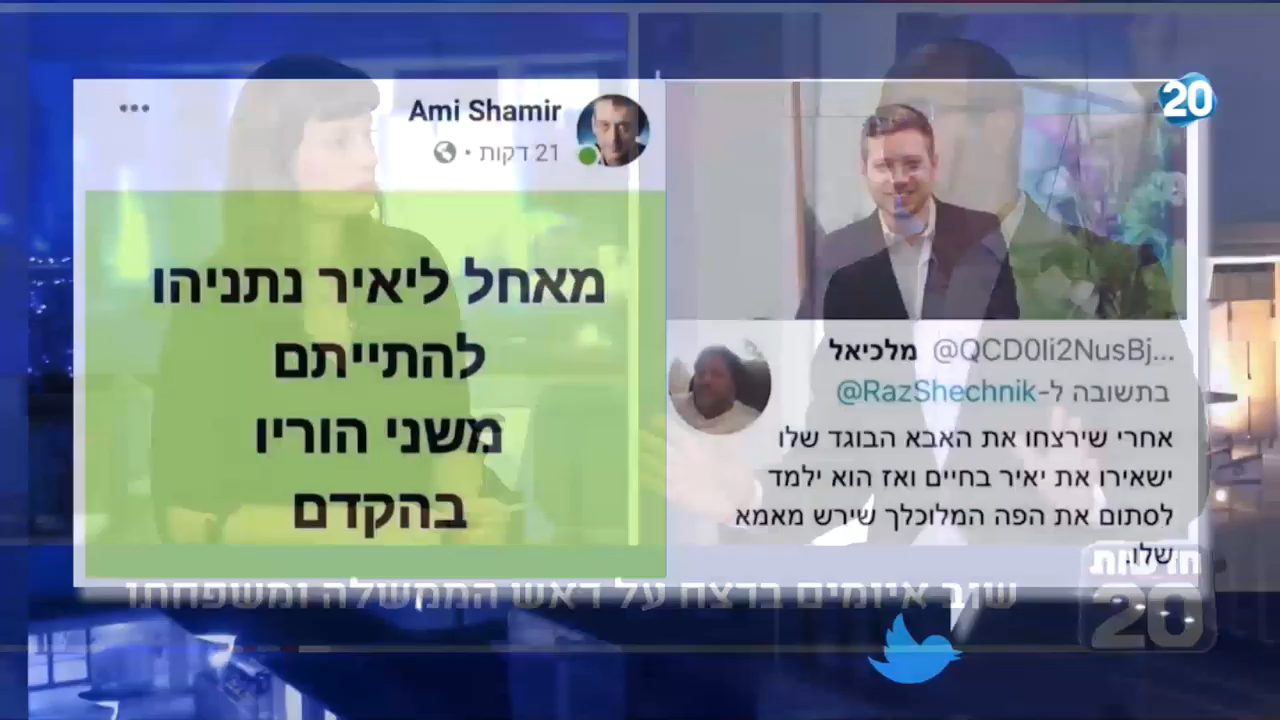 20
Ami Shamir
21 דקות
מאחל ליאיר נתניהו
להתייתם
משני הוריו
בהקדם
מלכיאל @QCD0Ii2NusBj...
בתשובה ל-RazShechnik@
אחרי שירצחו את האבא הבוגד שלו
ישאירו את יאיר בחיים ואז הוא ילמד
לסתום את הפה המלוכלך שירש מאמא
שלו.
שוב איומים ברצח על ראש הממשלה ומשפחתו
חדשות
20